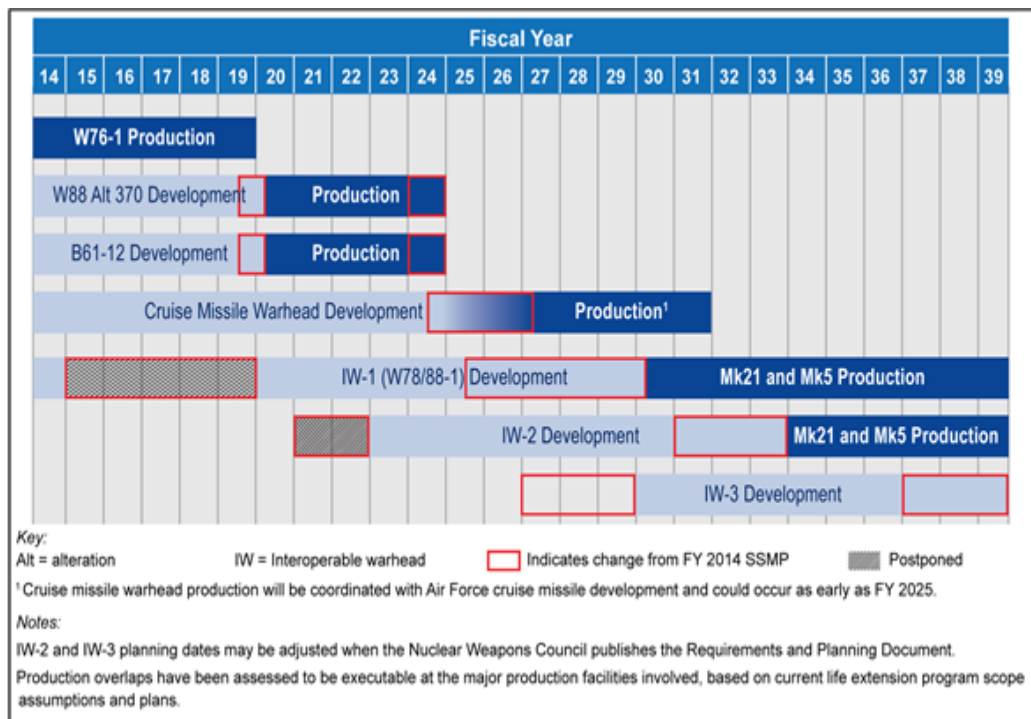 Fiscal Year
14 15 16 17 18 19 20 21 22 23 24 25 26 27 28 29 30 31 32 33 34 35 36 37 38 39
W76-1 Production
W88 Alt 370 Development Production
B61-12 Development Production
Cruise Missile Warhead Development Production¹
IW-1 (W78/88-1) Development Mk21 and Mk5 Production
IW-2 Development Mk21 and Mk5 Production
IW-3 Development
Key:
Alt = alteration IW = Interoperable warhead Indicates change from FY 2014 SSMP Postponed
¹ Cruise missile warhead production will be coordinated with Air Force cruise missile development and could occur as early as FY 2025.
Notes:
IW-2 and IW-3 planning dates may be adjusted when the Nuclear Weapons Council publishes the Requirements and Planning Document.
Production overlaps have been assessed to be executable at the major production facilities involved, based on current life extension program scope
assumptions and plans.